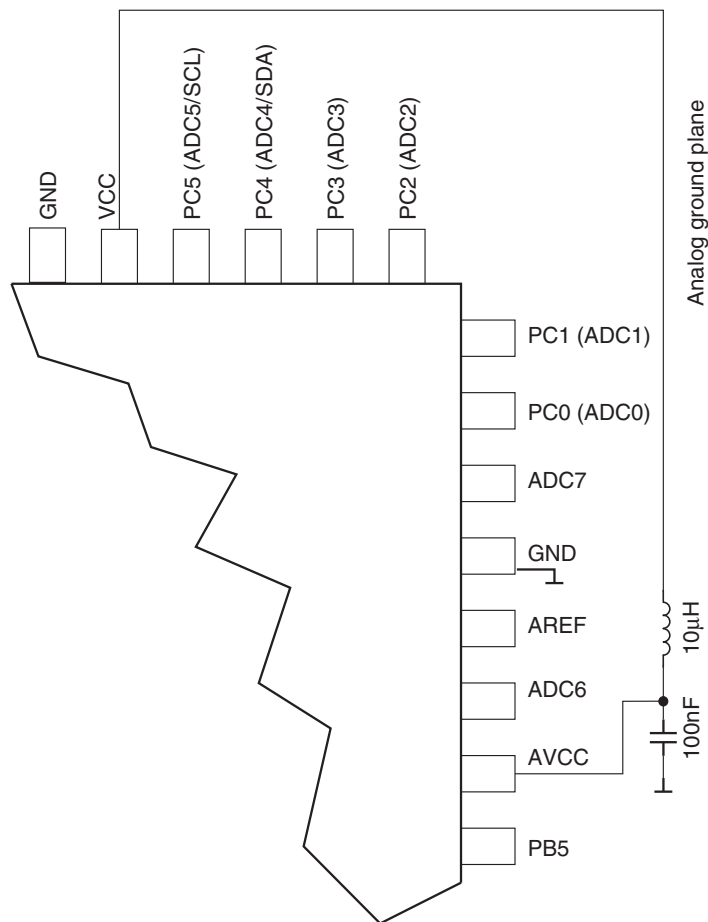 GND
VCC
PC5 (ADC5/SCL)
PC4 (ADC4/SDA)
PC3 (ADC3)
PC2 (ADC2)
Analog ground plane
PC1 (ADC1)
PC0 (ADC0)
ADC7
GND
AREF
10μH
ADC6
AVCC
100nF
PB5